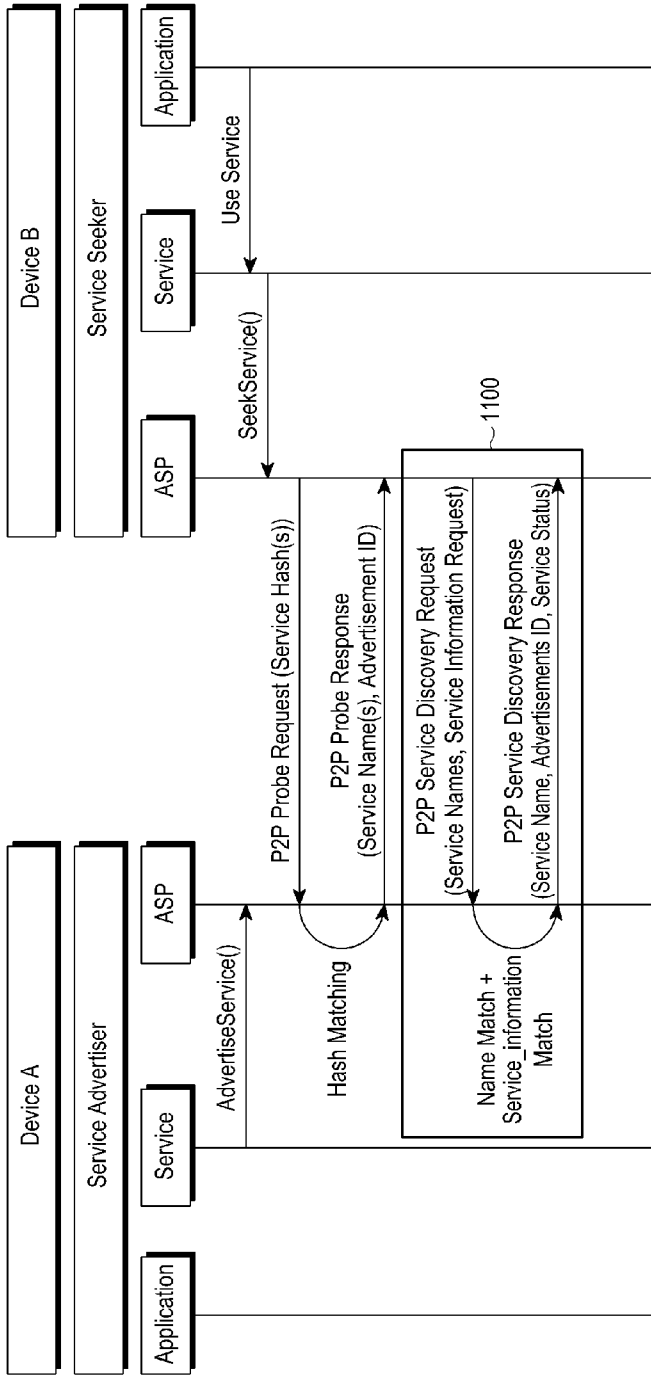 Device A
Device B
Service Advertiser
Service Seeker
Application
Service
ASP
ASP
Service
Application
Use Service
AdvertiseService()
SeekService()
P2P Probe Request (Service Hash(s))
Hash Matching
P2P Probe Response
(Service Name(s), Advertisement ID)
1100
P2P Service Discovery Request
(Service Names, Service Information Request)
Name Match +
Service_information
Match
P2P Service Discovery Response
(Service Name, Advertisements ID, Service Status)